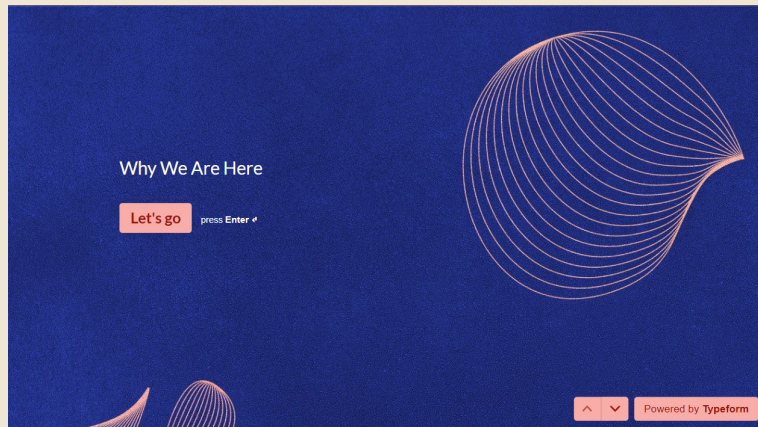 Why We Are Here
Let's go
press Enter ↵
Powered by Typeform